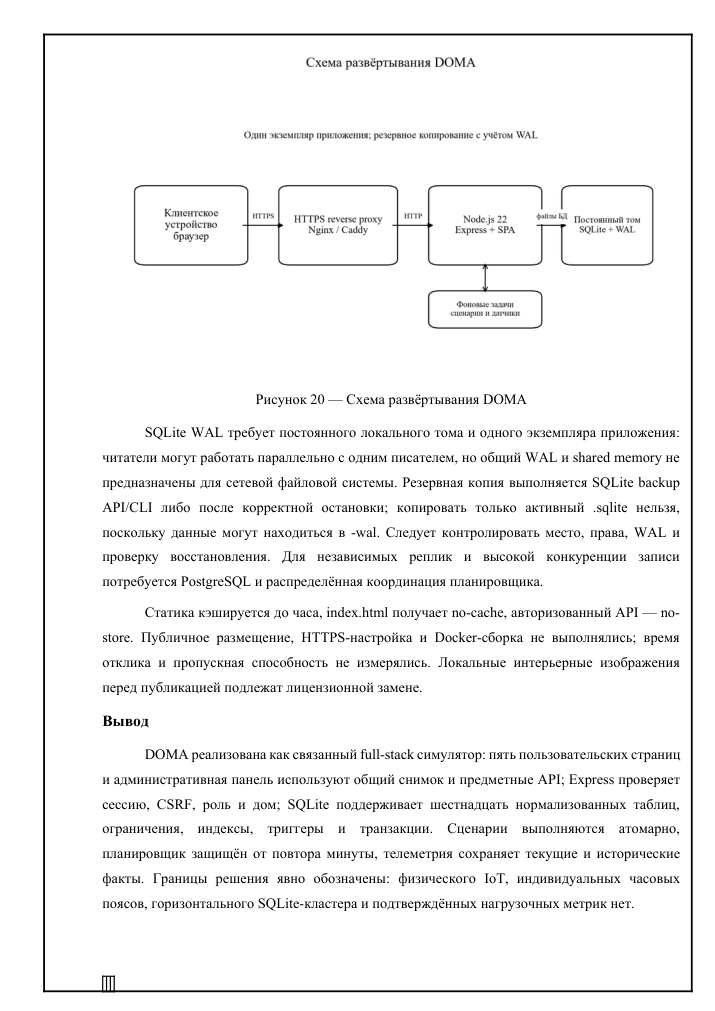 Схема развёртывания DOMA
Один экземпляр приложения; резервное копирование с учётом WAL
Клиентское
устройство
браузер
HTTPS
HTTPS reverse proxy
Nginx / Caddy
HTTP
Node.js 22
Express + SPA
файлы БД
Постоянный том
SQLite + WAL
Фоновые задачи
сценарии и датчики
Рисунок 20 — Схема развёртывания DOMA
SQLite WAL требует постоянного локального тома и одного экземпляра приложения:
читатели могут работать параллельно с одним писателем, но общий WAL и shared memory не
предназначены для сетевой файловой системы. Резервная копия выполняется SQLite backup
API/CLI либо после корректной остановки; копировать только активный .sqlite нельзя,
поскольку данные могут находиться в -wal. Следует контролировать место, права, WAL и
проверку восстановления. Для независимых реплик и высокой конкуренции записи
потребуется PostgreSQL и распределённая координация планировщика.
Статика кэшируется до часа, index.html получает no-cache, авторизованный API — no-
store. Публичное размещение, HTTPS-настройка и Docker-сборка не выполнялись; время
отклика и пропускная способность не измерялись. Локальные интерьерные изображения
перед публикацией подлежат лицензионной замене.
Вывод
DOMA реализована как связанный full-stack симулятор: пять пользовательских страниц
и административная панель используют общий снимок и предметные API; Express проверяет
сессию, CSRF, роль и дом; SQLite поддерживает шестнадцать нормализованных таблиц,
ограничения, индексы, триггеры и транзакции. Сценарии выполняются атомарно,
планировщик защищён от повтора минуты, телеметрия сохраняет текущие и исторические
факты. Границы решения явно обозначены: физического IoT, индивидуальных часовых
поясов, горизонтального SQLite-кластера и подтверждённых нагрузочных метрик нет.